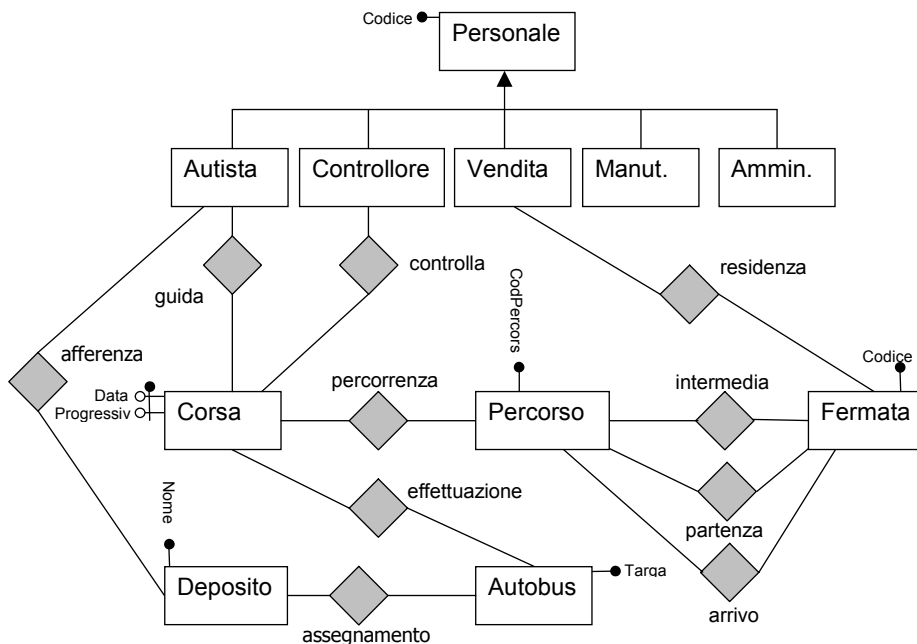 Codice
Personale
Autista
Controllore
Vendita
Manut.
Ammin.
guida
controlla
residenza
CodPercors
afferenza
Data
Progressiv
Corsa
percorrenza
Percorso
intermedia
Codice
Fermata
effettuazione
partenza
Nome
Deposito
assegnamento
Autobus
Targa
arrivo